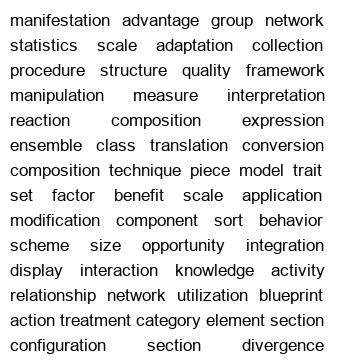 manifestation advantage group network
statistics scale adaptation collection
procedure structure quality framework
manipulation measure interpretation
reaction composition expression
ensemble class translation conversion
composition technique piece model trait
set factor benefit scale application
modification component sort behavior
scheme size opportunity integration
display interaction knowledge activity
relationship network utilization blueprint
action treatment category element section
configuration section divergence